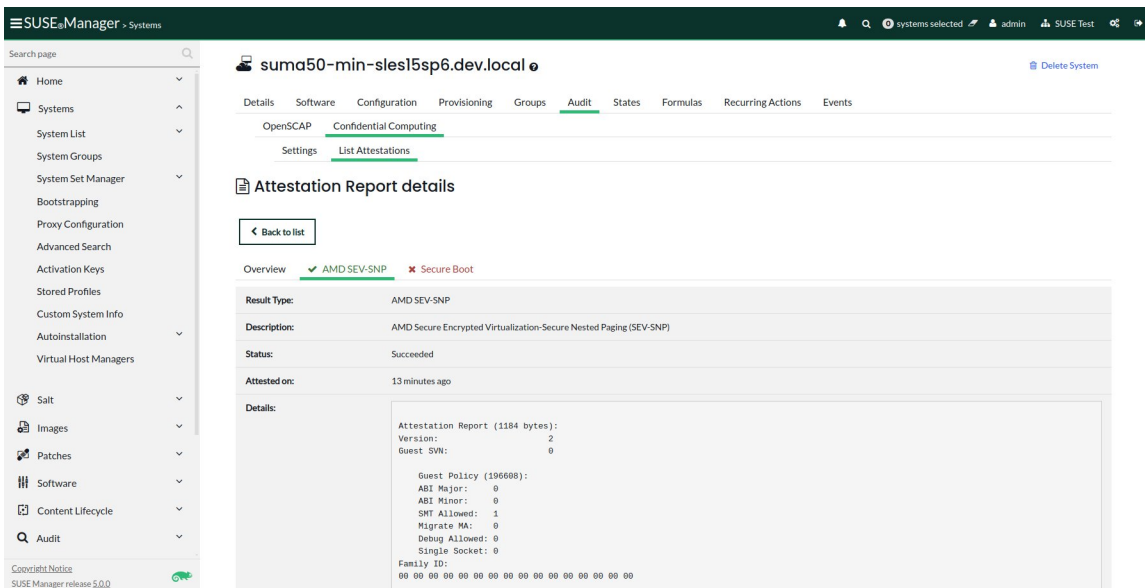 SUSE®Manager > Systems
0 systems selected admin SUSE Test
Search page
Home
Systems
System List
System Groups
System Set Manager
Bootstrapping
Proxy Configuration
Advanced Search
Activation Keys
Stored Profiles
Custom System Info
Autoinstallation
Virtual Host Managers
Salt
Images
Patches
Software
Content Lifecycle
Audit
Copyright Notice
SUSE Manager release 5.0.0
suma50-min-sles15sp6.dev.local
Delete System
Details Software Configuration Provisioning Groups Audit States Formulas Recurring Actions Events
OpenSCAP Confidential Computing
Settings List Attestations
Attestation Report details
Back to list
Overview AMD SEV-SNP Secure Boot
Result Type: AMD SEV-SNP
Description: AMD Secure Encrypted Virtualization-Secure Nested Paging (SEV-SNP)
Status: Succeeded
Attested on: 13 minutes ago
Details:
Attestation Report (1184 bytes):
Version: 2
Guest SVN: 0
Guest Policy (196608):
ABI Major: 0
ABI Minor: 0
SMT Allowed: 1
Migrate MA: 0
Debug Allowed: 0
Single Socket: 0
Family ID:
00 00 00 00 00 00 00 00 00 00 00 00 00 00 00 00